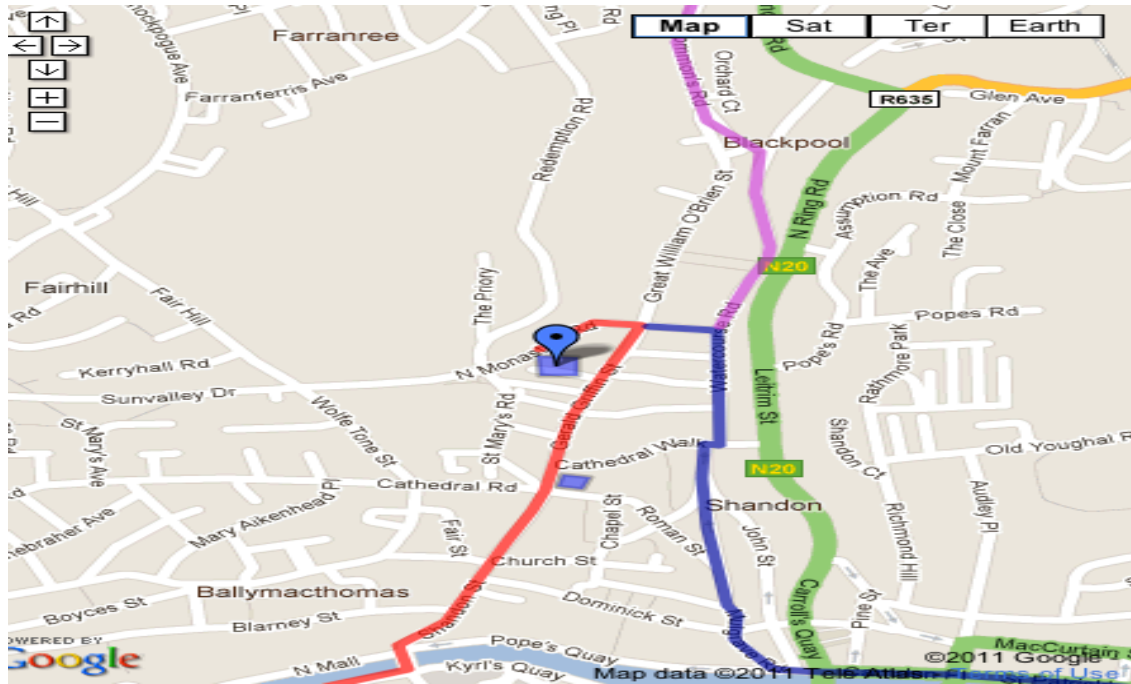 Map
Sat
Ter
Earth
Farranree
Farranferris Ave
Redemption Rd
Orchard Ct
R635
Glen Ave
Blackpool
Mount Farran
Great William O'Brien St
N Ring Rd
Assumption Rd
The Close
The Ave
N20
Fair Hill
Fairhill
The Priory
Popes Rd
Pope's Rd
Rathmore Park
Kerryhall Rd
Sunvalley Dr
Gerald Griffin St
Watercourse Rd
Leitrim St
St Mary's Ave
Wolfe Tone St
St Mary's Rd
Cathedral Walk
Cathedral Rd
N20
Shandon Ct
Old Youghal R
Shandon
Mary Aikenhead Pl
Fair St
Chapel St
Roman St
John St
Richmond Hill
Audley Pl
Church St
Ballymacthomas
Boyces St
Blarney St
Shandon St
Dominick St
Carroll's Quay
Pine St
N Mall
Pope's Quay
Kyrl's Quay
MacCurtain S
POWERED BY
Google
©2011 Google
Map data ©2011 Tele Atlas
Terms of Use